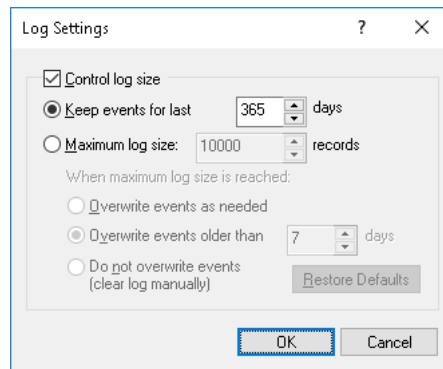 Log Settings
?
Control log size
Keep events for last 365 days
Maximum log size: 10000 records
When maximum log size is reached:
Overwrite events as needed
Overwrite events older than 7 days
Do not overwrite events
(clear log manually)
Restore Defaults
OK Cancel